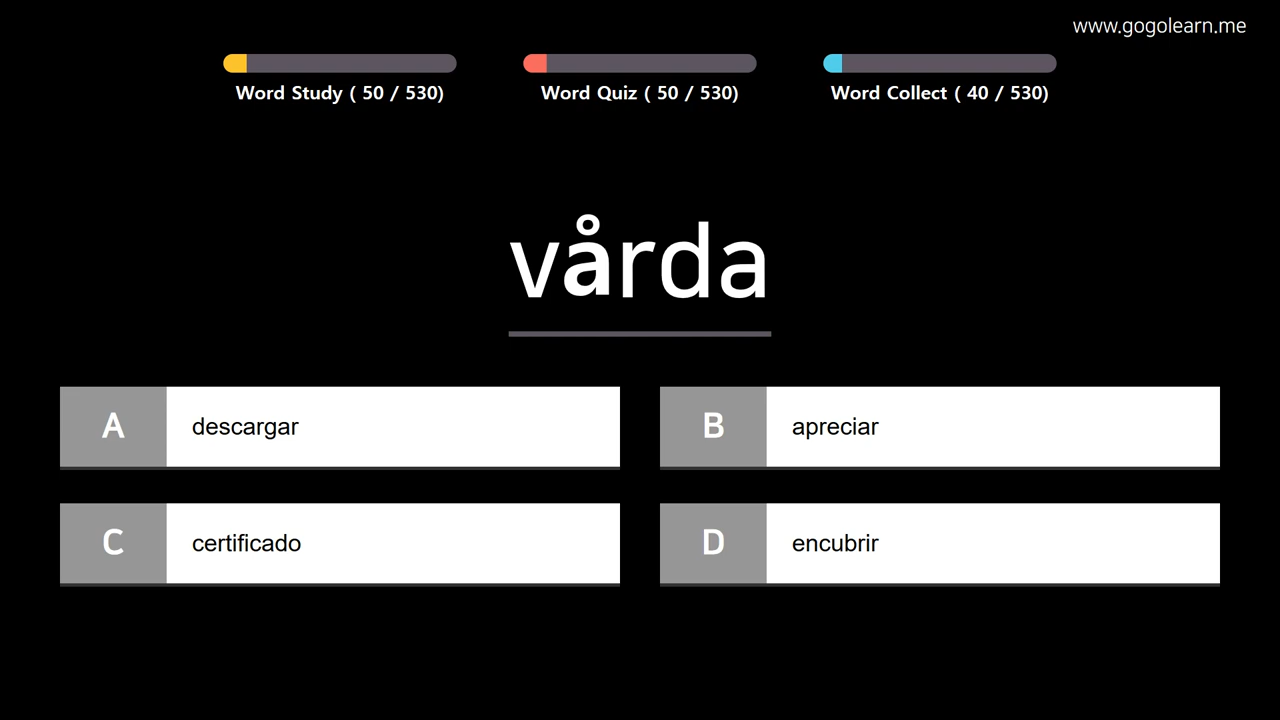 www.gogolearn.me
Word Study ( 50 / 530)
Word Quiz ( 50 / 530)
Word Collect ( 40 / 530)
vårda
A descargar
B apreciar
C certificado
D encubrir